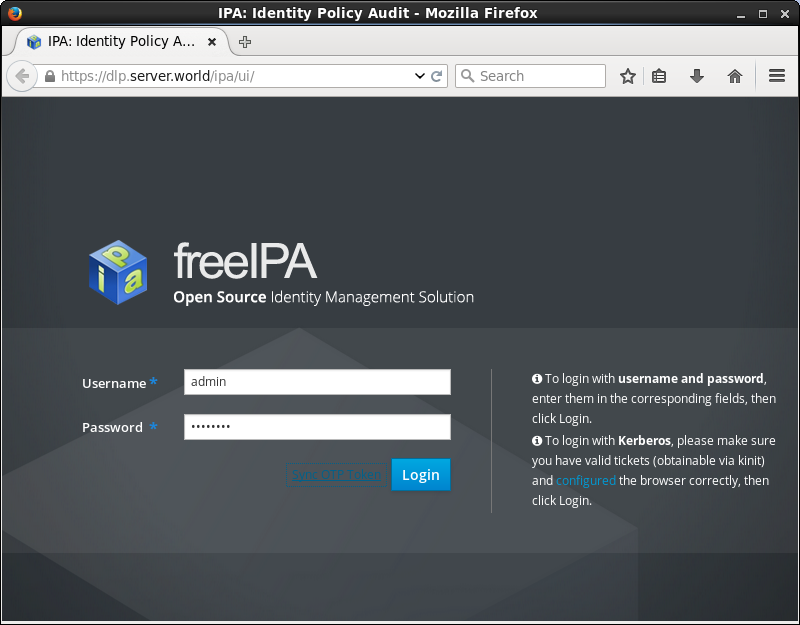 IPA: Identity Policy Audit - Mozilla Firefox
IPA: Identity Policy A...
https://dlp.server.world/ipa/ui/
Search
ipa
freeIPA
Open Source Identity Management Solution
Username *
admin
Password *
••••••••
Sync OTP Token
Login
To login with username and password,
enter them in the corresponding fields, then
click Login.
To login with Kerberos, please make sure
you have valid tickets (obtainable via kinit)
and configured the browser correctly, then
click Login.